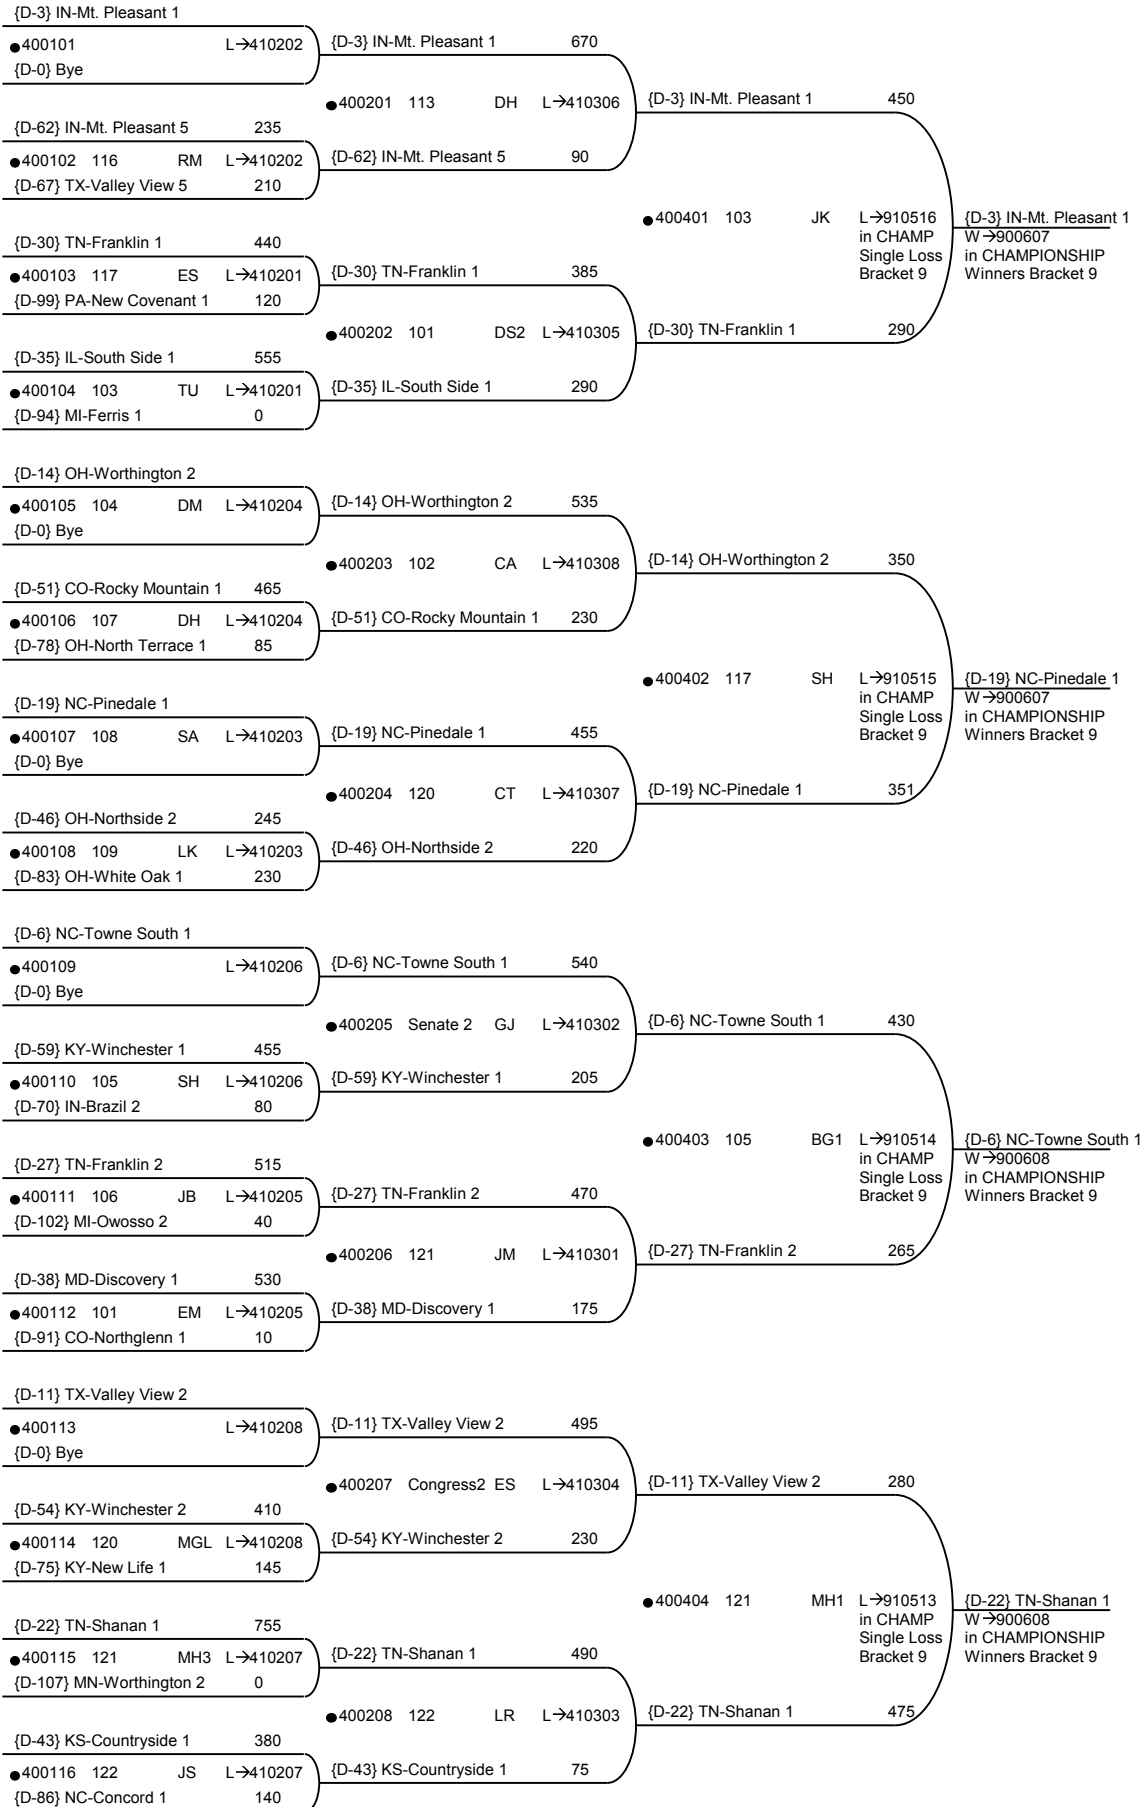 {D-3} IN-Mt. Pleasant 1
●400101 L→410202
{D-0} Bye
{D-62} IN-Mt. Pleasant 5 235
●400102 116 RM L→410202
{D-67} TX-Valley View 5 210
{D-30} TN-Franklin 1 440
●400103 117 ES L→410201
{D-99} PA-New Covenant 1 120
{D-35} IL-South Side 1 555
●400104 103 TU L→410201
{D-94} MI-Ferris 1 0
{D-14} OH-Worthington 2
●400105 104 DM L→410204
{D-0} Bye
{D-51} CO-Rocky Mountain 1 465
●400106 107 DH L→410204
{D-78} OH-North Terrace 1 85
{D-19} NC-Pinedale 1
●400107 108 SA L→410203
{D-0} Bye
{D-46} OH-Northside 2 245
●400108 109 LK L→410203
{D-83} OH-White Oak 1 230
{D-6} NC-Towne South 1
●400109 L→410206
{D-0} Bye
{D-59} KY-Winchester 1 455
●400110 105 SH L→410206
{D-70} IN-Brazil 2 80
{D-27} TN-Franklin 2 515
●400111 106 JB L→410205
{D-102} MI-Owosso 2 40
{D-38} MD-Discovery 1 530
●400112 101 EM L→410205
{D-91} CO-Northglenn 1 10
{D-11} TX-Valley View 2
●400113 L→410208
{D-0} Bye
{D-54} KY-Winchester 2 410
●400114 120 MGL L→410208
{D-75} KY-New Life 1 145
{D-22} TN-Shanan 1 755
●400115 121 MH3 L→410207
{D-107} MN-Worthington 2 0
{D-43} KS-Countryside 1 380
●400116 122 JS L→410207
{D-86} NC-Concord 1 140
{D-3} IN-Mt. Pleasant 1 670
●400201 113 DH L→410306
{D-62} IN-Mt. Pleasant 5 90
{D-30} TN-Franklin 1 385
●400202 101 DS2 L→410305
{D-35} IL-South Side 1 290
{D-14} OH-Worthington 2 535
●400203 102 CA L→410308
{D-51} CO-Rocky Mountain 1 230
{D-19} NC-Pinedale 1 455
●400204 120 CT L→410307
{D-46} OH-Northside 2 220
{D-6} NC-Towne South 1 540
●400205 Senate 2 GJ L→410302
{D-59} KY-Winchester 1 205
{D-27} TN-Franklin 2 470
●400206 121 JM L→410301
{D-38} MD-Discovery 1 175
{D-11} TX-Valley View 2 495
●400207 Congress2 ES L→410304
{D-54} KY-Winchester 2 230
{D-22} TN-Shanan 1 490
●400208 122 LR L→410303
{D-43} KS-Countryside 1 75
{D-3} IN-Mt. Pleasant 1 450
●400401 103 JK L→910516
in CHAMP
Single Loss
Bracket 9
{D-30} TN-Franklin 1 290
{D-14} OH-Worthington 2 350
●400402 117 SH L→910515
in CHAMP
Single Loss
Bracket 9
{D-19} NC-Pinedale 1 351
{D-6} NC-Towne South 1 430
●400403 105 BG1 L→910514
in CHAMP
Single Loss
Bracket 9
{D-27} TN-Franklin 2 265
{D-11} TX-Valley View 2 280
●400404 121 MH1 L→910513
in CHAMP
Single Loss
Bracket 9
{D-22} TN-Shanan 1 475
{D-3} IN-Mt. Pleasant 1
W→900607
in CHAMPIONSHIP
Winners Bracket 9
{D-19} NC-Pinedale 1
W→900607
in CHAMPIONSHIP
Winners Bracket 9
{D-6} NC-Towne South 1
W→900608
in CHAMPIONSHIP
Winners Bracket 9
{D-22} TN-Shanan 1
W→900608
in CHAMPIONSHIP
Winners Bracket 9